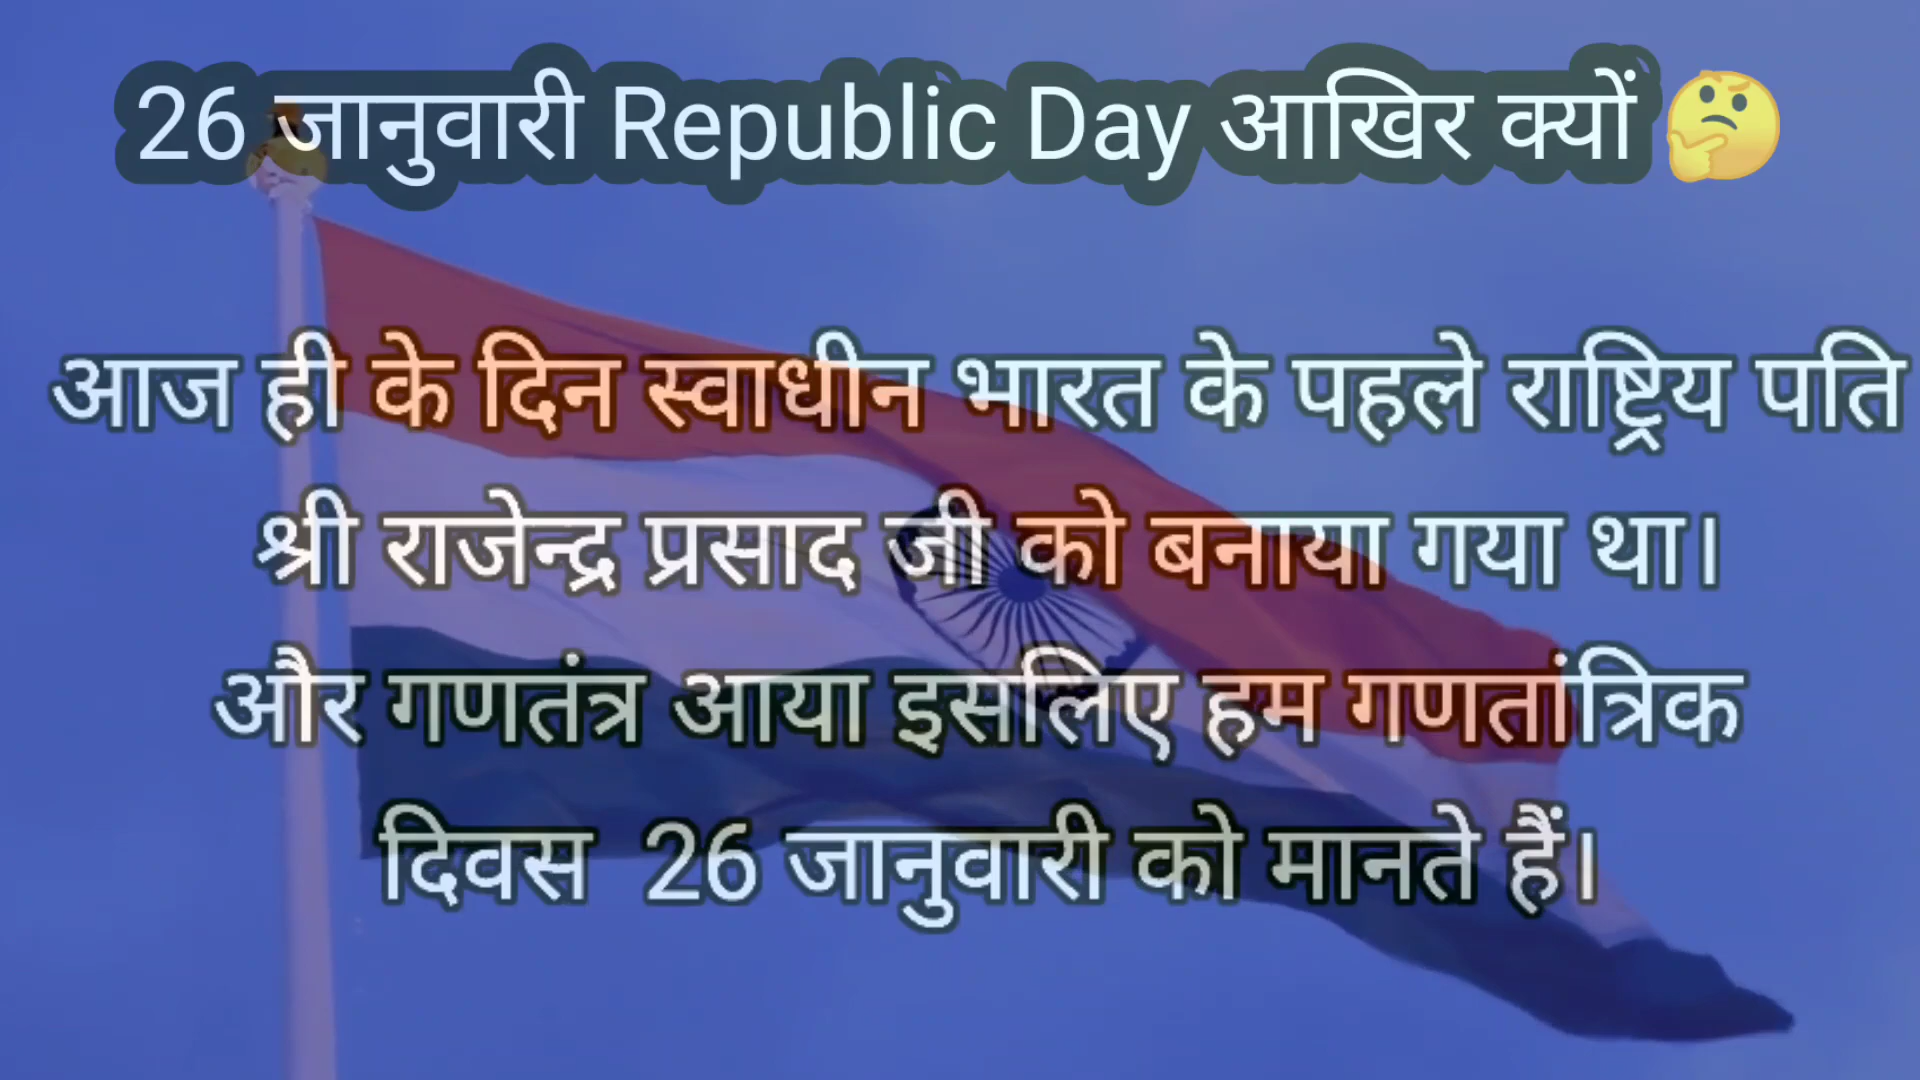 26 जानुवारी Republic Day आखिर क्यों 🤔
आज ही के दिन स्वाधीन भारत के पहले राष्ट्रिय पति
श्री राजेन्द्र प्रसाद जी को बनाया गया था।
और गणतंत्र आया इसलिए हम गणतांत्रिक
दिवस 26 जानुवारी को मानते हैं।